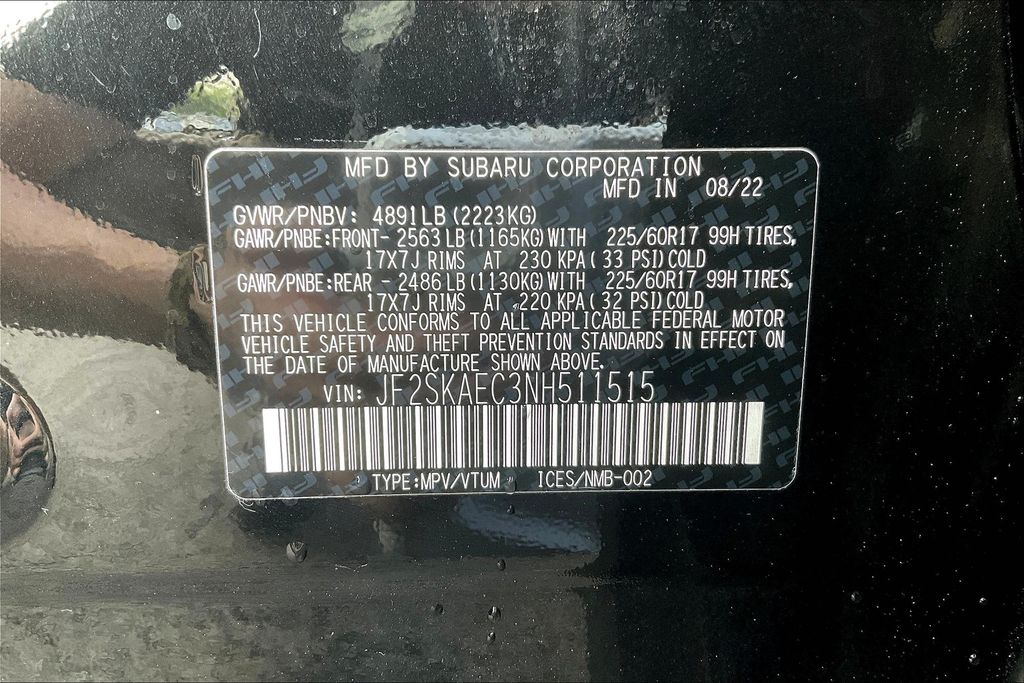 MFD BY SUBARU CORPORATION
MFD IN 08/22
GVWR/PNBV: 4891LB (2223KG)
GAWR/PNBE:FRONT- 2563 LB (1165KG) WITH 225/60R17 99H TIRES,
17X7J RIMS AT 230 KPA ( 33 PSI) COLD
GAWR/PNBE:REAR - 2486 LB (1130KG) WITH 225/60R17 99H TIRES,
17X7J RIMS AT 220 KPA ( 32 PSI) COLD
THIS VEHICLE CONFORMS TO ALL APPLICABLE FEDERAL MOTOR
VEHICLE SAFETY AND THEFT PREVENTION STANDARDS IN EFFECT ON
THE DATE OF MANUFACTURE SHOWN ABOVE.
VIN: JF2SKAEC3NH511515
TYPE:MPV/VTUM ICES/NMB-002